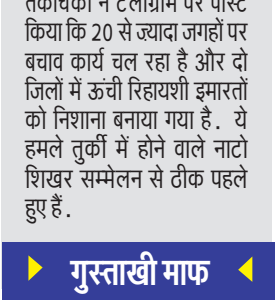 किया कि 20 से ज्यादा जगहों पर
बचाव कार्य चल रहा है और दो
जिलों में ऊंची रिहायशी इमारतों
को निशाना बनाया गया है. ये
हमले तुर्की में होने वाले नाटो
शिखर सम्मेलन से ठीक पहले
हुए हैं.
गुस्ताखी माफ